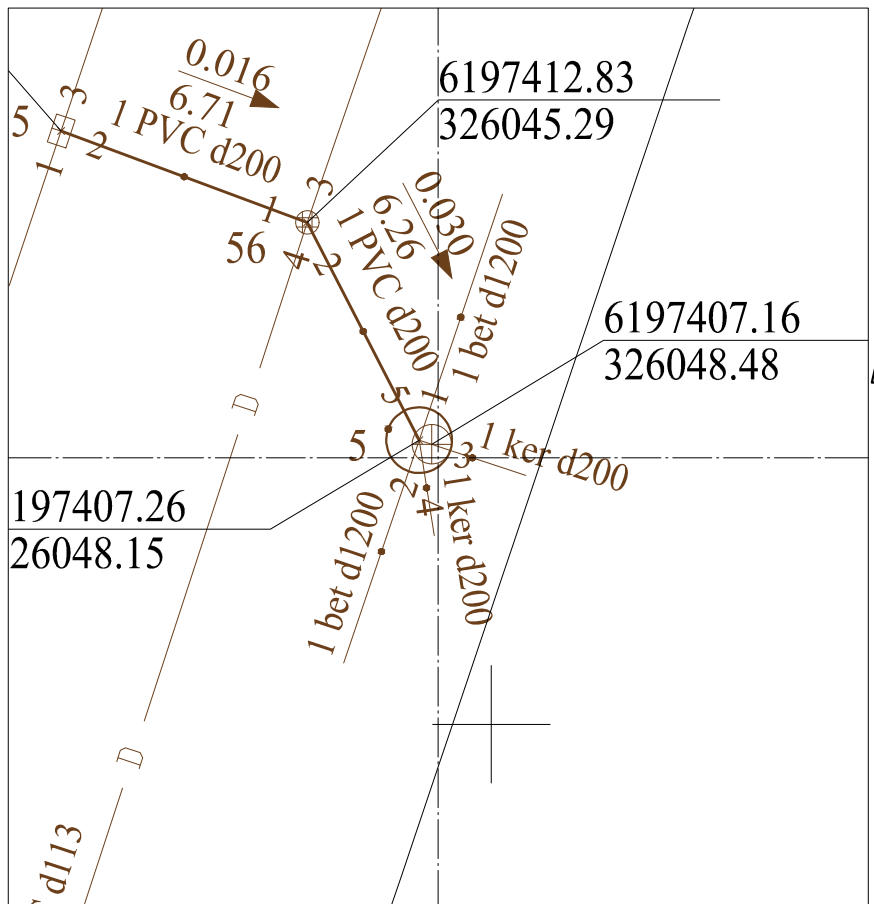 0.016
6.71
1 PVC d200
6197412.83
326045.29
3
5
2
1
1
3
56
4
2
0.030
6.26
1 PVC d200
1 bet d1200
6197407.16
326048.48
D
5
1
5
3
1 ker d200
2
4
1 ker d200
197407.26
26048.15
1 bet d1200
D
d113